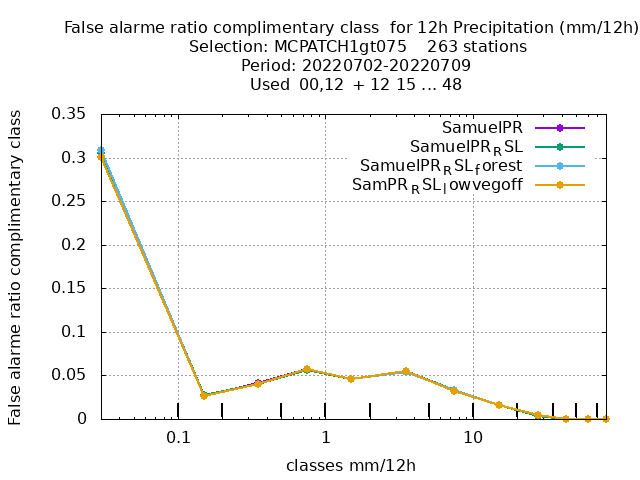 False alarme ratio complimentary class  for 12h Precipitation (mm/12h)
Selection: MCPATCH1gt075    263 stations
Period: 20220702-20220709
Used  00,12  + 12 15 ... 48
False alarme ratio complimentary class
0.35
0.3
0.25
0.2
0.15
0.1
0.05
0
SamuelPR
SamuelPR_RSL
SamuelPR_RSL_forest
SamPR_RSL_lowvegoff
0.1
1
10
classes mm/12h